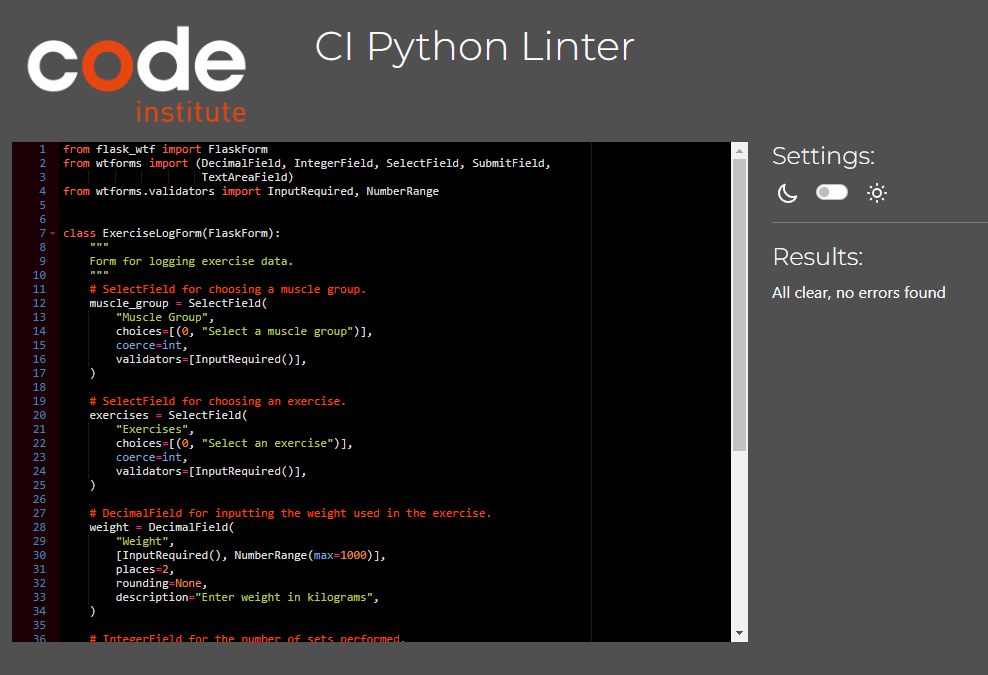 code
institute
CI Python Linter
1 from flask_wtf import FlaskForm
2 from wtforms import (DecimalField, IntegerField, SelectField, SubmitField,
3                      TextAreaField)
4 from wtforms.validators import InputRequired, NumberRange
5
6
7 class ExerciseLogForm(FlaskForm):
8     """
9     Form for logging exercise data.
10     """
11     # SelectField for choosing a muscle group.
12     muscle_group = SelectField(
13         "Muscle Group",
14         choices=[(0, "Select a muscle group")],
15         coerce=int,
16         validators=[InputRequired()],
17     )
18
19     # SelectField for choosing an exercise.
20     exercises = SelectField(
21         "Exercises",
22         choices=[(0, "Select an exercise")],
23         coerce=int,
24         validators=[InputRequired()],
25     )
26
27     # DecimalField for inputting the weight used in the exercise.
28     weight = DecimalField(
29         "Weight",
30         [InputRequired(), NumberRange(max=1000)],
31         places=2,
32         rounding=None,
33         description="Enter weight in kilograms",
34     )
35
36     # IntegerField for the number of sets performed.
Settings:
Results:
All clear, no errors found